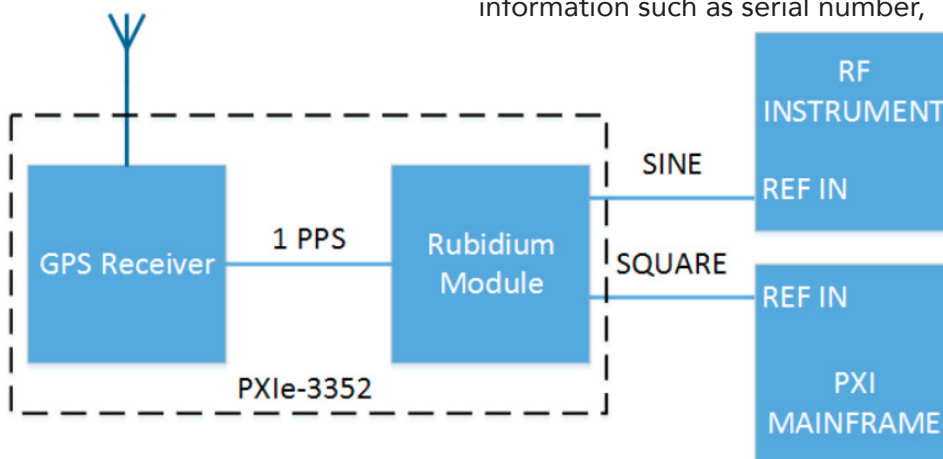 information such as serial number,
RF
INSTRUMENT
REF IN
SINE
GPS Receiver
1 PPS
Rubidium
Module
SQUARE
REF IN
PXI
MAINFRAME
PXIe-3352